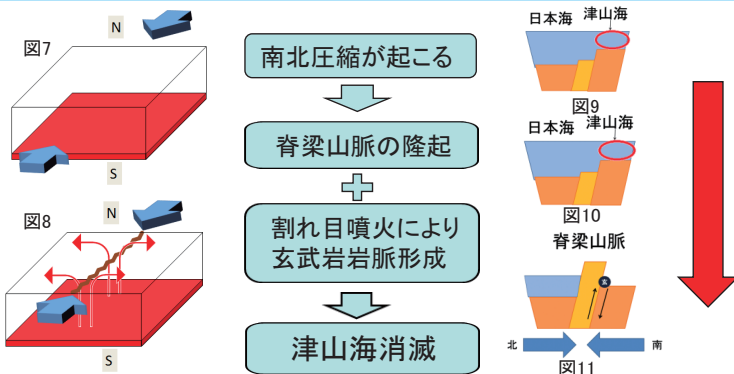 図7
N
S
図8
N
S
南北圧縮が起こる
脊梁山脈の隆起
割れ目噴火により
玄武岩岩脈形成
津山海消滅
日本海
津山海
図9
日本海
津山海
図10
脊梁山脈
玄
北
南
図11